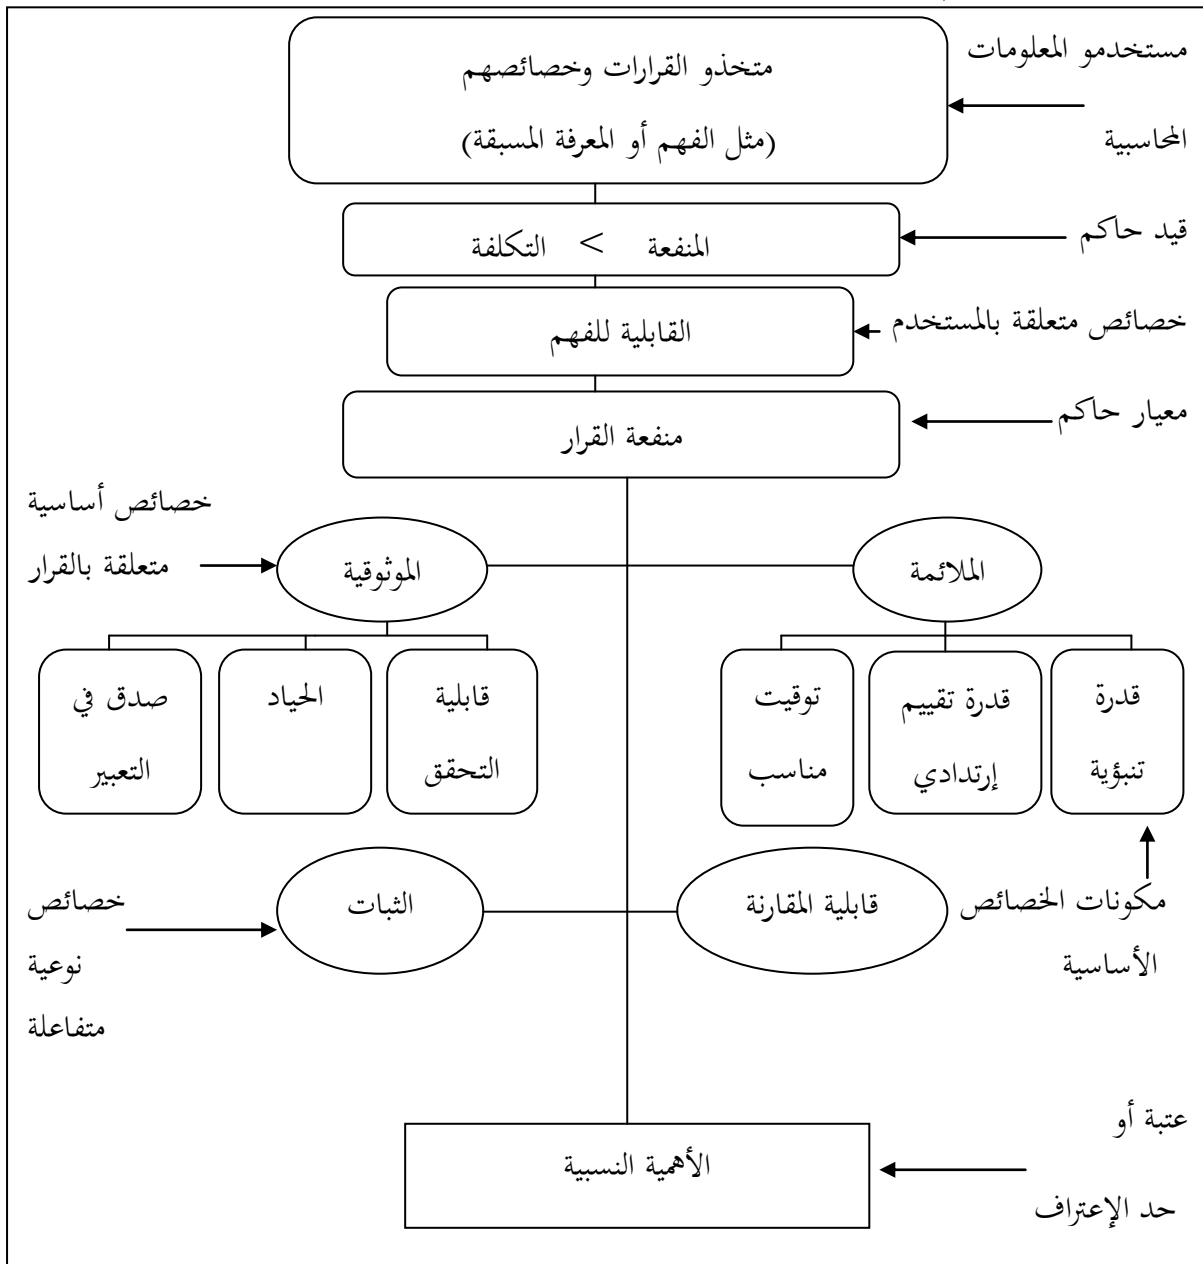 متخذو القرارات وخصائصهم
(مثل الفهم أو المعرفة المسبقة)
مستخدمو المعلومات
المحاسبية
المنفعة > التكلفة
قيد حاكم
القابلية للفهم
خصائص متعلقة بالمستخدم
منفعة القرار
معيار حاكم
خصائص أساسية
متعلقة بالقرار
الملائمة
الموثوقية
قدرة
تنبؤية
قدرة تقييم
إرتدادي
توقيت
مناسب
قابلية
التحقق
الحياد
صدق في
التعبير
مكونات الخصائص
الأساسية
قابلية المقارنة
الثبات
خصائص
نوعية
متفاعلة
عتبة أو
حد الإعتراف
الأهمية النسبية